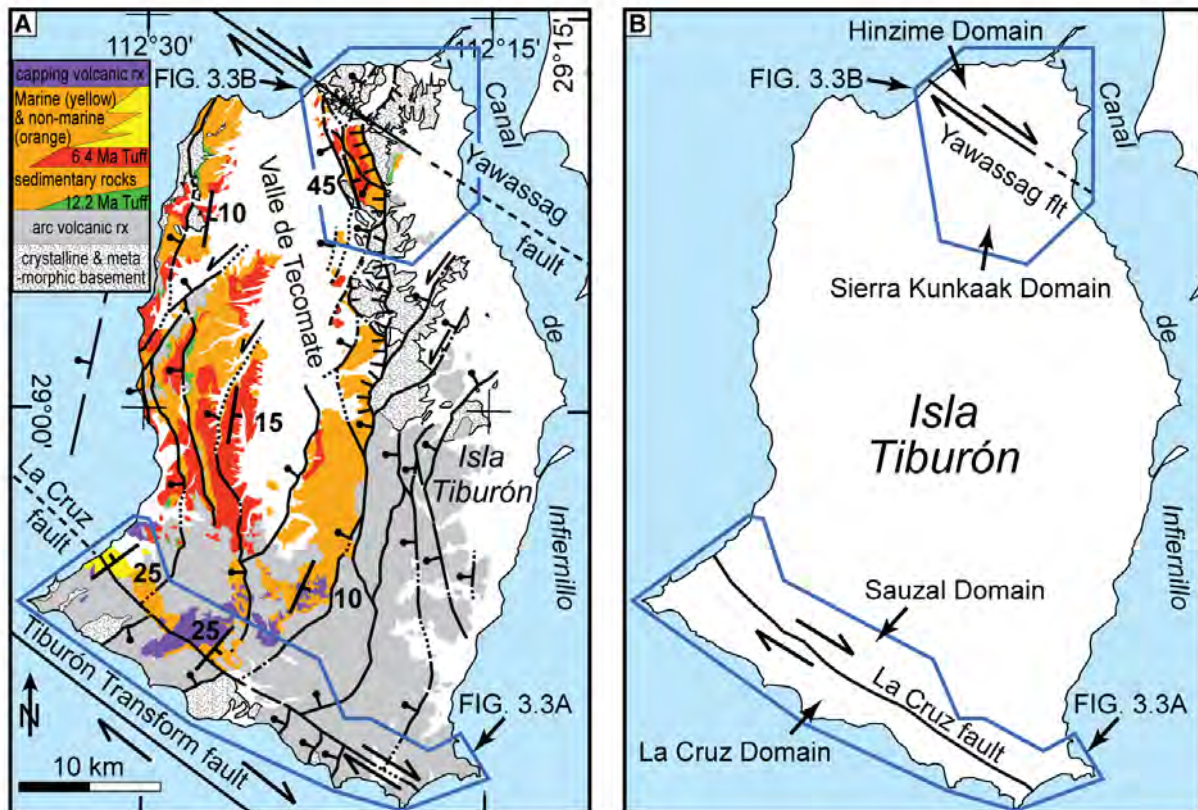 A
112°30'
112°15'
29°15'
FIG. 3.3B
capping volcanic rx
Marine (yellow)
& non-marine
(orange)
6.4 Ma Tuff
sedimentary rocks
12.2 Ma Tuff
arc volcanic rx
crystalline & meta
-morphic basement
Canal
Yawassag
fault
45
10
Valle de Tecomate
de
29°00'
15
Isla
Tiburón
La Cruz
fault
Infiernillo
25
10
25
Tiburón Transform fault
FIG. 3.3A
N
10 km
B
Hinzime Domain
FIG. 3.3B
Canal
Yawassag flt
Sierra Kunkaak Domain
de
Isla
Tiburón
Infiernillo
Sauzal Domain
La Cruz fault
FIG. 3.3A
La Cruz Domain